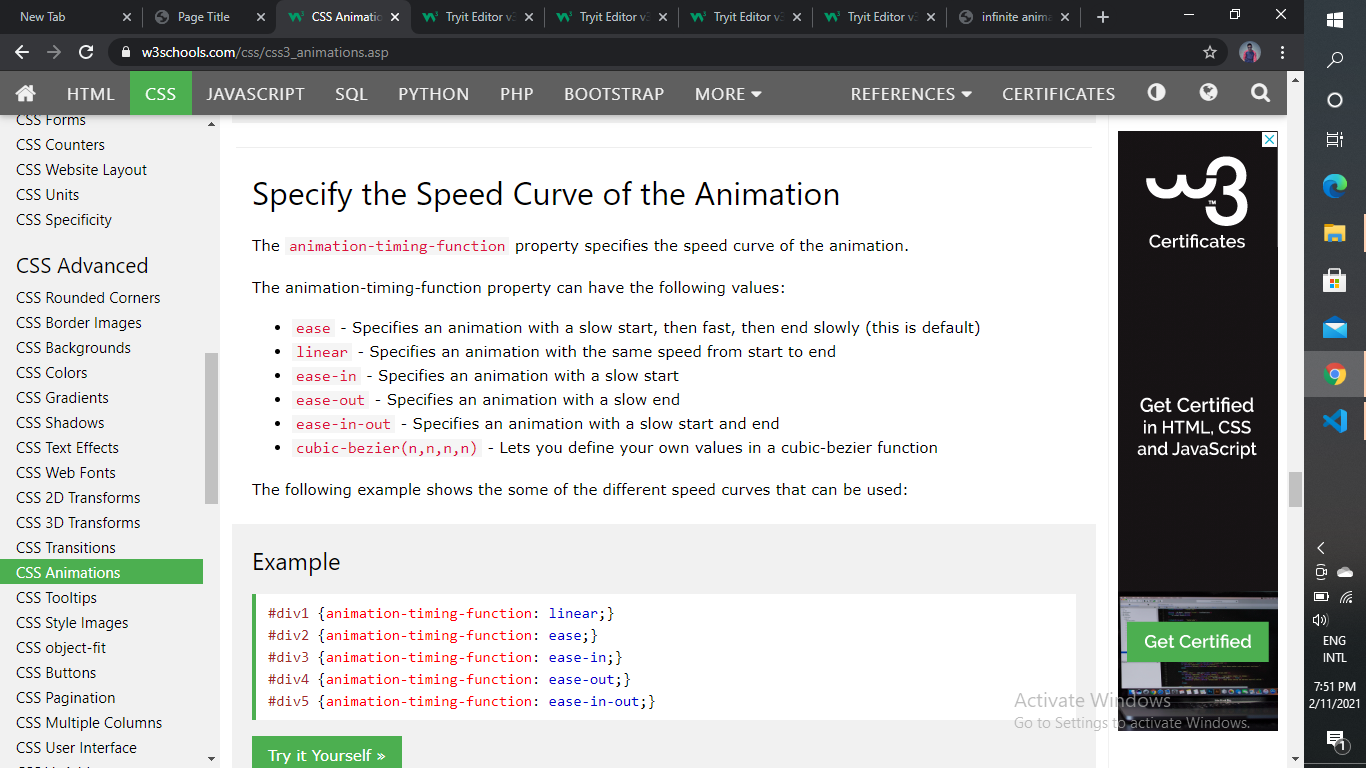 New Tab
Page Title
CSS Animatic
Tryit Editor v3
Tryit Editor v3
Tryit Editor v3
Tryit Editor v3
infinite anima
w3schools.com/css/css3_animations.asp
HTML
CSS
JAVASCRIPT
SQL
PYTHON
PHP
BOOTSTRAP
MORE
REFERENCES
CERTIFICATES
CSS Forms
CSS Counters
CSS Website Layout
CSS Units
CSS Specificity
CSS Advanced
CSS Rounded Corners
CSS Border Images
CSS Backgrounds
CSS Colors
CSS Gradients
CSS Shadows
CSS Text Effects
CSS Web Fonts
CSS 2D Transforms
CSS 3D Transforms
CSS Transitions
CSS Animations
CSS Tooltips
CSS Style Images
CSS object-fit
CSS Buttons
CSS Pagination
CSS Multiple Columns
CSS User Interface
Specify the Speed Curve of the Animation
The animation-timing-function property specifies the speed curve of the animation.
The animation-timing-function property can have the following values:
• ease - Specifies an animation with a slow start, then fast, then end slowly (this is default)
• linear - Specifies an animation with the same speed from start to end
• ease-in - Specifies an animation with a slow start
• ease-out - Specifies an animation with a slow end
• ease-in-out - Specifies an animation with a slow start and end
• cubic-bezier(n,n,n,n) - Lets you define your own values in a cubic-bezier function
The following example shows the some of the different speed curves that can be used:
Example
#div1 {animation-timing-function: linear;}
#div2 {animation-timing-function: ease;}
#div3 {animation-timing-function: ease-in;}
#div4 {animation-timing-function: ease-out;}
#div5 {animation-timing-function: ease-in-out;}
Try it Yourself »
w3
™
Certificates
Get Certified
in HTML, CSS
and JavaScript
Get Certified
Activate Windows
Go to Settings to activate Windows.
ENG
INTL
7:51 PM
2/11/2021
1